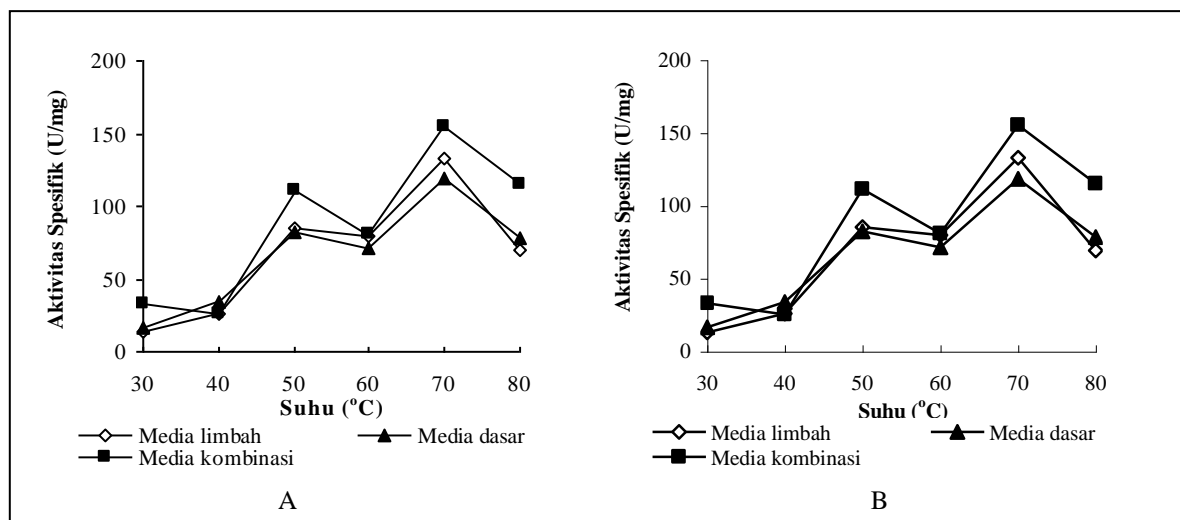 200
150
100
50
0
Aktivitas Spesifik (U/mg)
30 40 50 60 70 80
Suhu (°C)
Media limbah Media dasar
Media kombinasi
A
200
150
100
50
0
Aktivitas Spesifik (U/mg)
30 40 50 60 70 80
Suhu (°C)
Media limbah Media dasar
Media kombinasi
B